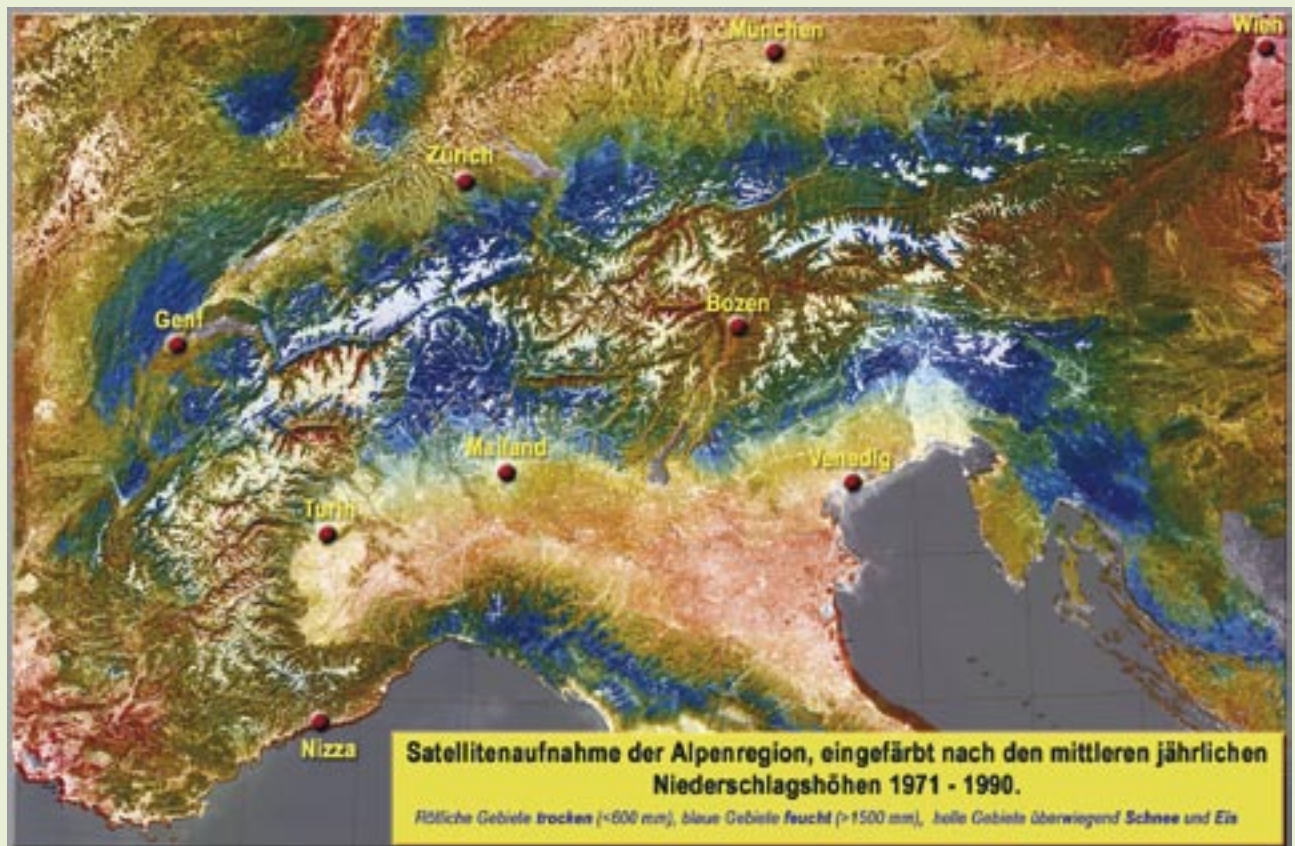 München
Wien
Zürich
Genf
Bozen
Mailand
Venedig
Turin
Nizza
Satellitenaufnahme der Alpenregion, eingefärbt nach den mittleren jährlichen
Niederschlagshöhen 1971 - 1990.
Rötliche Gebiete trocken (<600 mm), blaue Gebiete feucht (>1500 mm), helle Gebiete überwiegend Schnee und Eis